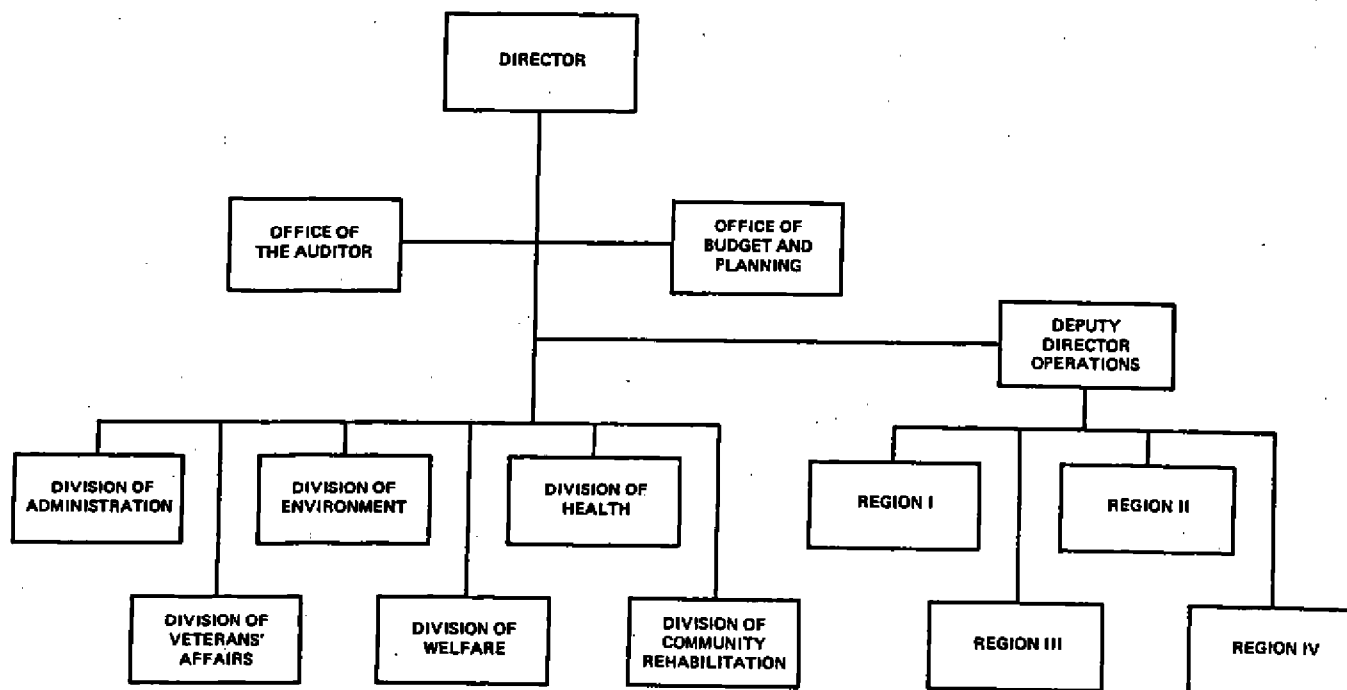 DIRECTOR
OFFICE OF
THE AUDITOR
OFFICE OF
BUDGET AND
PLANNING
DEPUTY
DIRECTOR
OPERATIONS
DIVISION OF
ADMINISTRATION
DIVISION OF
ENVIRONMENT
DIVISION OF
HEALTH
REGION I
REGION II
DIVISION OF
VETERANS'
AFFAIRS
DIVISION OF
WELFARE
DIVISION OF
COMMUNITY
REHABILITATION
REGION III
REGION IV